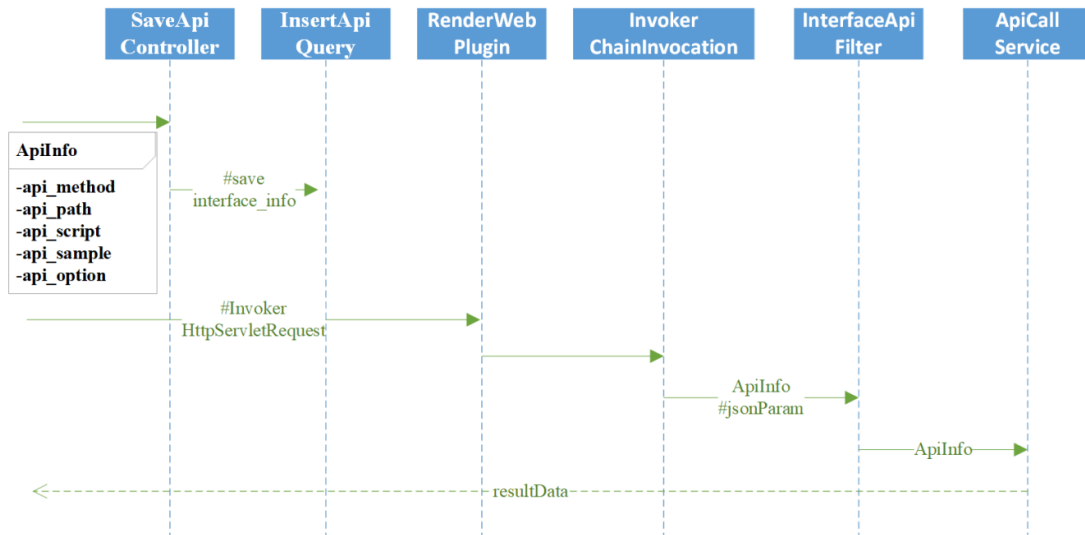 SaveApi
Controller
InsertApi
Query
RenderWeb
Plugin
Invoker
ChainInvocation
InterfaceApi
Filter
ApiCall
Service
ApiInfo
-api_method
-api_path
-api_script
-api_sample
-api_option
#save
interface_info
#Invoker
HttpServletRequest
ApiInfo
#jsonParam
ApiInfo
resultData